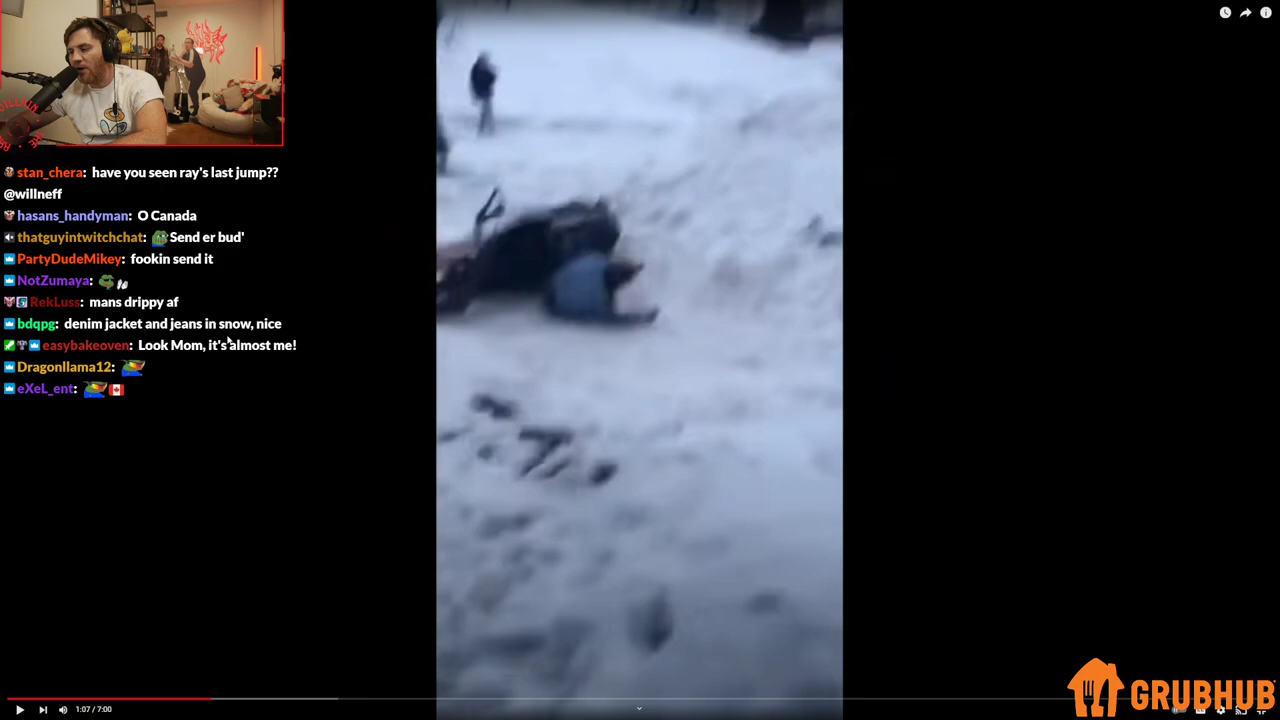 stan_chera: have you seen ray's last jump??
@willneff
hasans_handyman: O Canada
thatguyintwitchchat: Send er bud'
PartyDudeMikey: fookin send it
NotZumaya:
RekLuss: mans drippy af
bdqpg: denim jacket and jeans in snow, nice
easybakeoven: Look Mom, it's almost me!
Dragonllama12:
eXeL_ent:
1:07 / 7:00
GRUBHUB